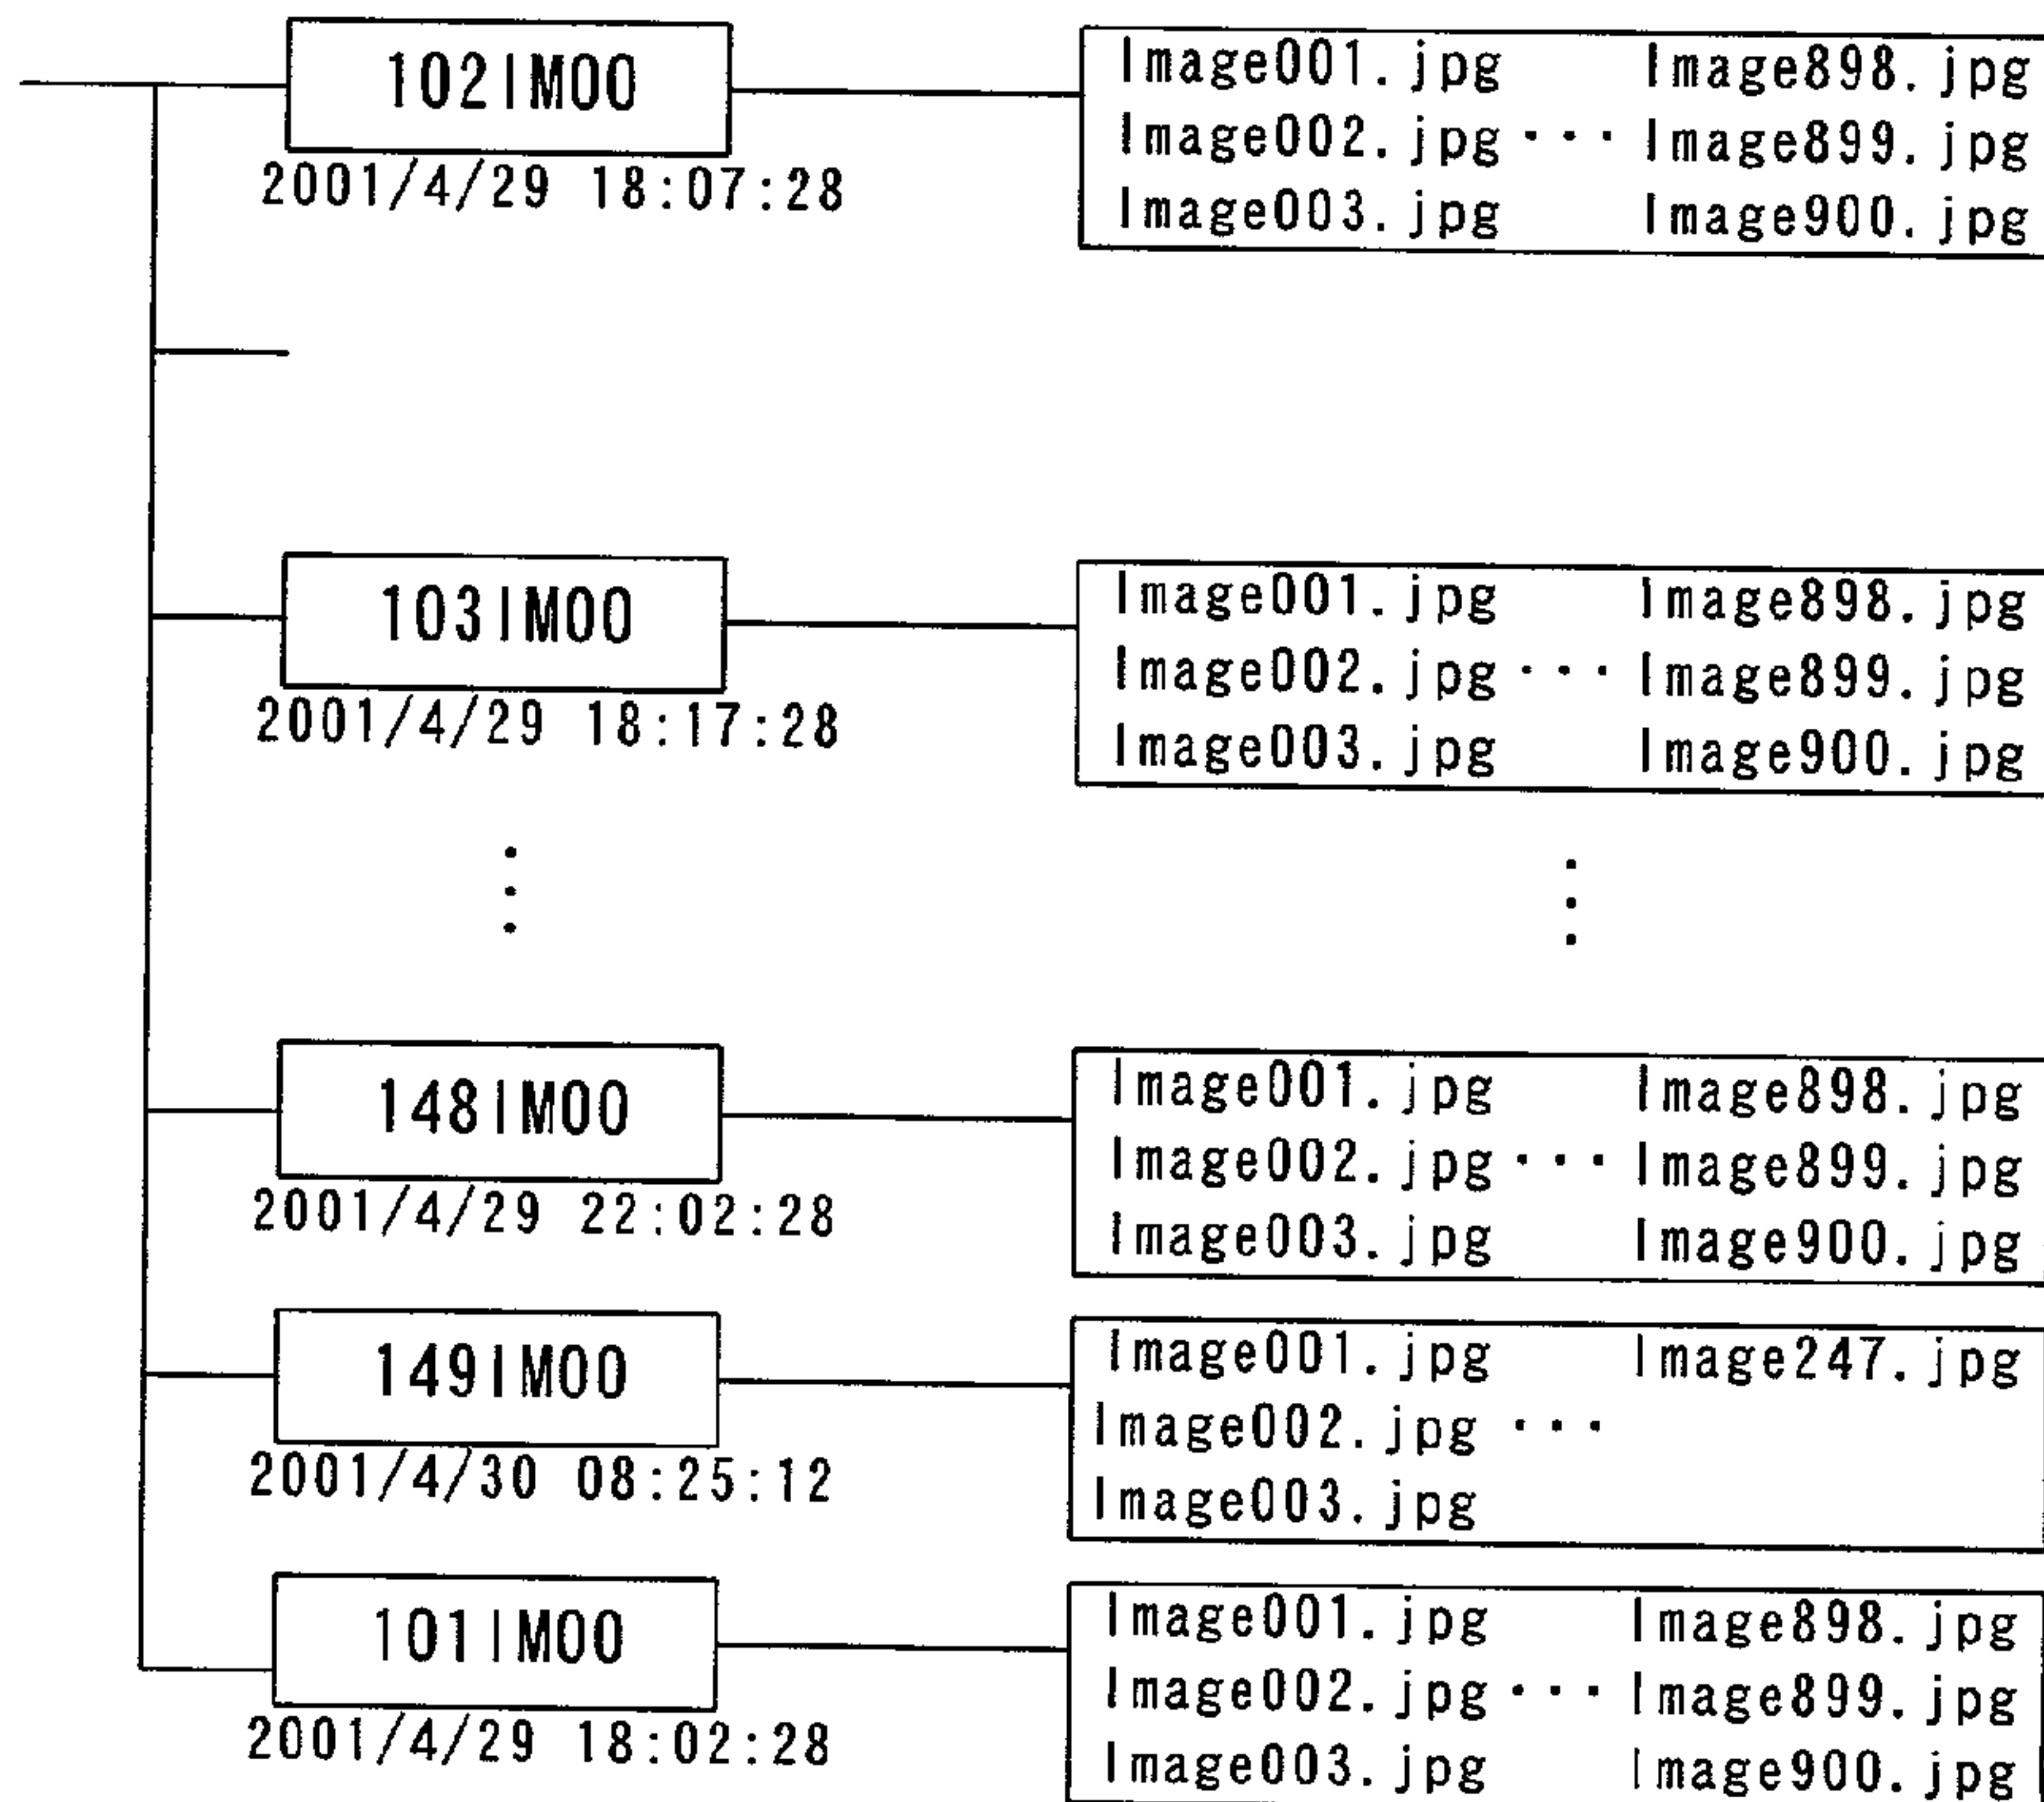 102IM00
2001/4/29 18:07:28
Image001.jpg Image898.jpg
Image002.jpg ··· Image899.jpg
Image003.jpg Image900.jpg
103IM00
2001/4/29 18:17:28
Image001.jpg Image898.jpg
Image002.jpg ··· Image899.jpg
Image003.jpg Image900.jpg
148IM00
2001/4/29 22:02:28
Image001.jpg Image898.jpg
Image002.jpg ··· Image899.jpg
Image003.jpg Image900.jpg
149IM00
2001/4/30 08:25:12
Image001.jpg Image247.jpg
Image002.jpg ···
Image003.jpg
101IM00
2001/4/29 18:02:28
Image001.jpg Image898.jpg
Image002.jpg ··· Image899.jpg
Image003.jpg Image900.jpg